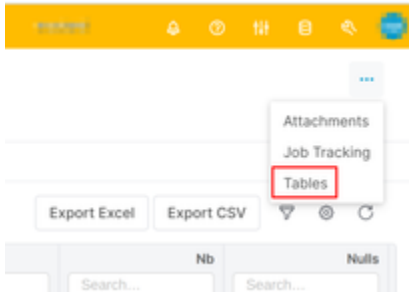 Attachments
Job Tracking
Tables
Export Excel Export CSV
Nb Nulls
Search... Search...